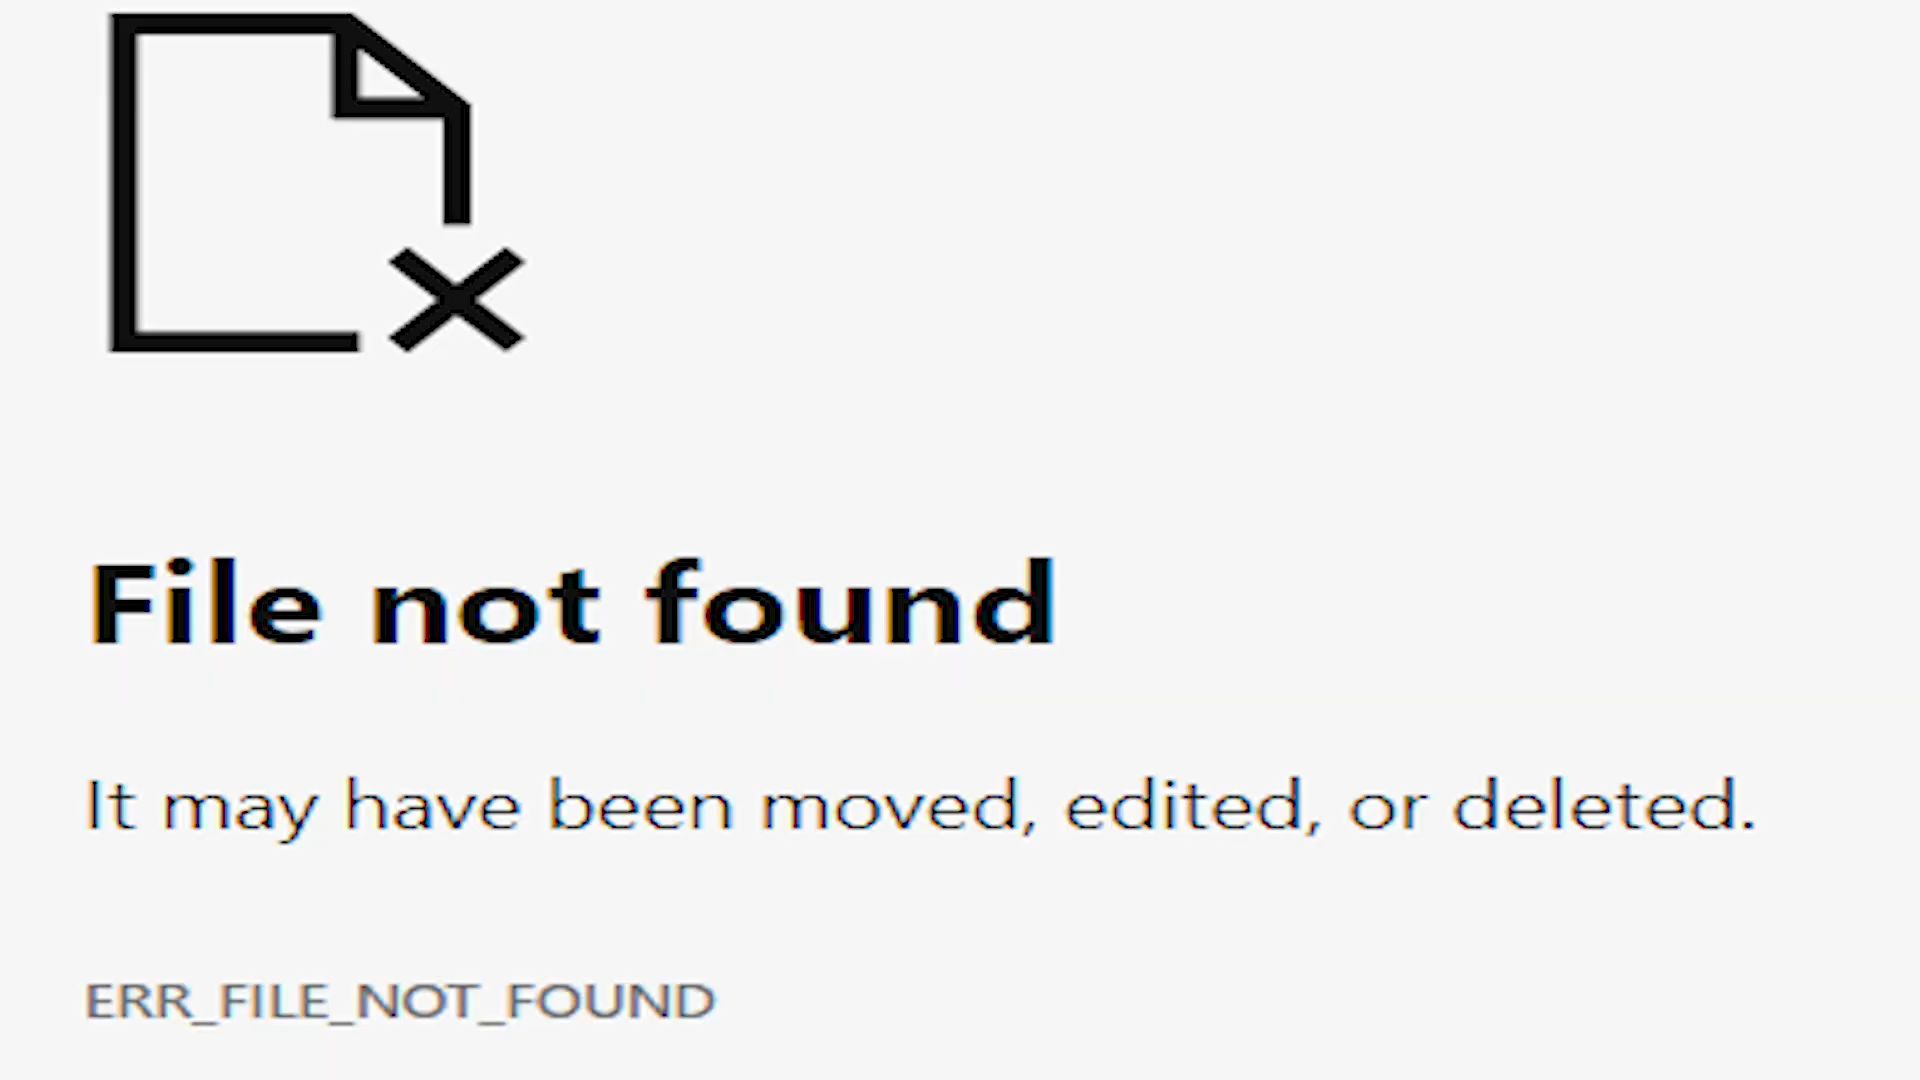 File not found
It may have been moved, edited, or deleted.
ERR_FILE_NOT_FOUND